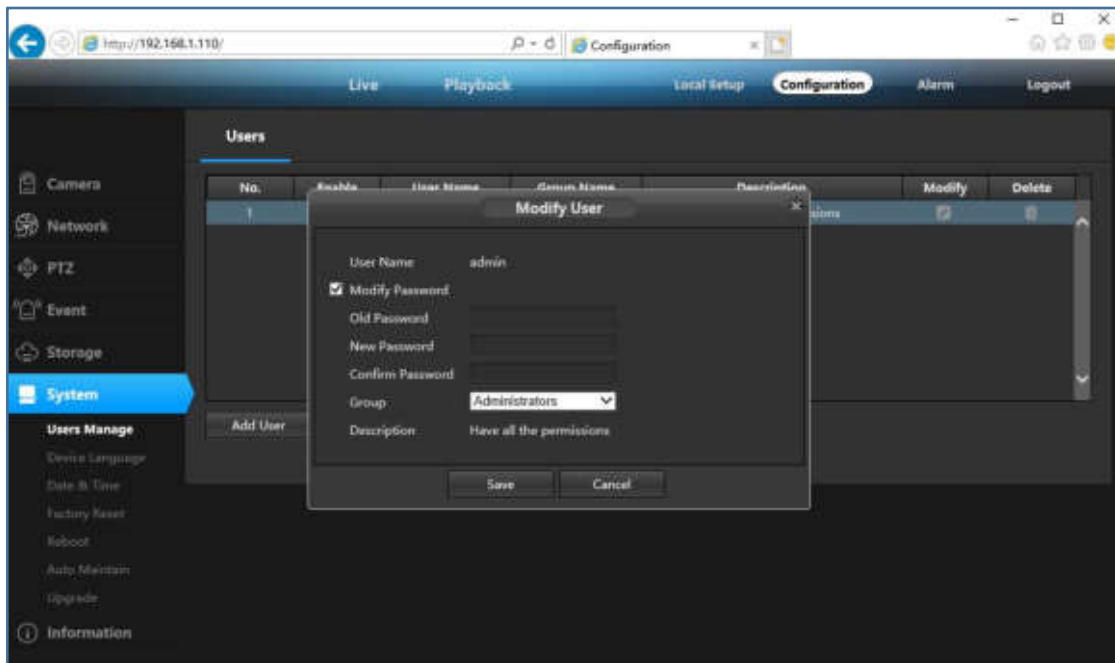 http://192.168.1.110/
Configuration
Live Playback Local Setup Configuration Alarm Logout
Users
Camera
Network
PTZ
Event
Storage
System
Users Manage
Device Language
Date & Time
Factory Reset
Reboot
Auto Maintain
Upgrade
Information
No. Enable User Name Group Name Description Modify Delete
1
Modify User
User Name admin
Modify Password
Old Password
New Password
Confirm Password
Group Administrators
Description Have all the permissions
Save Cancel
Add User